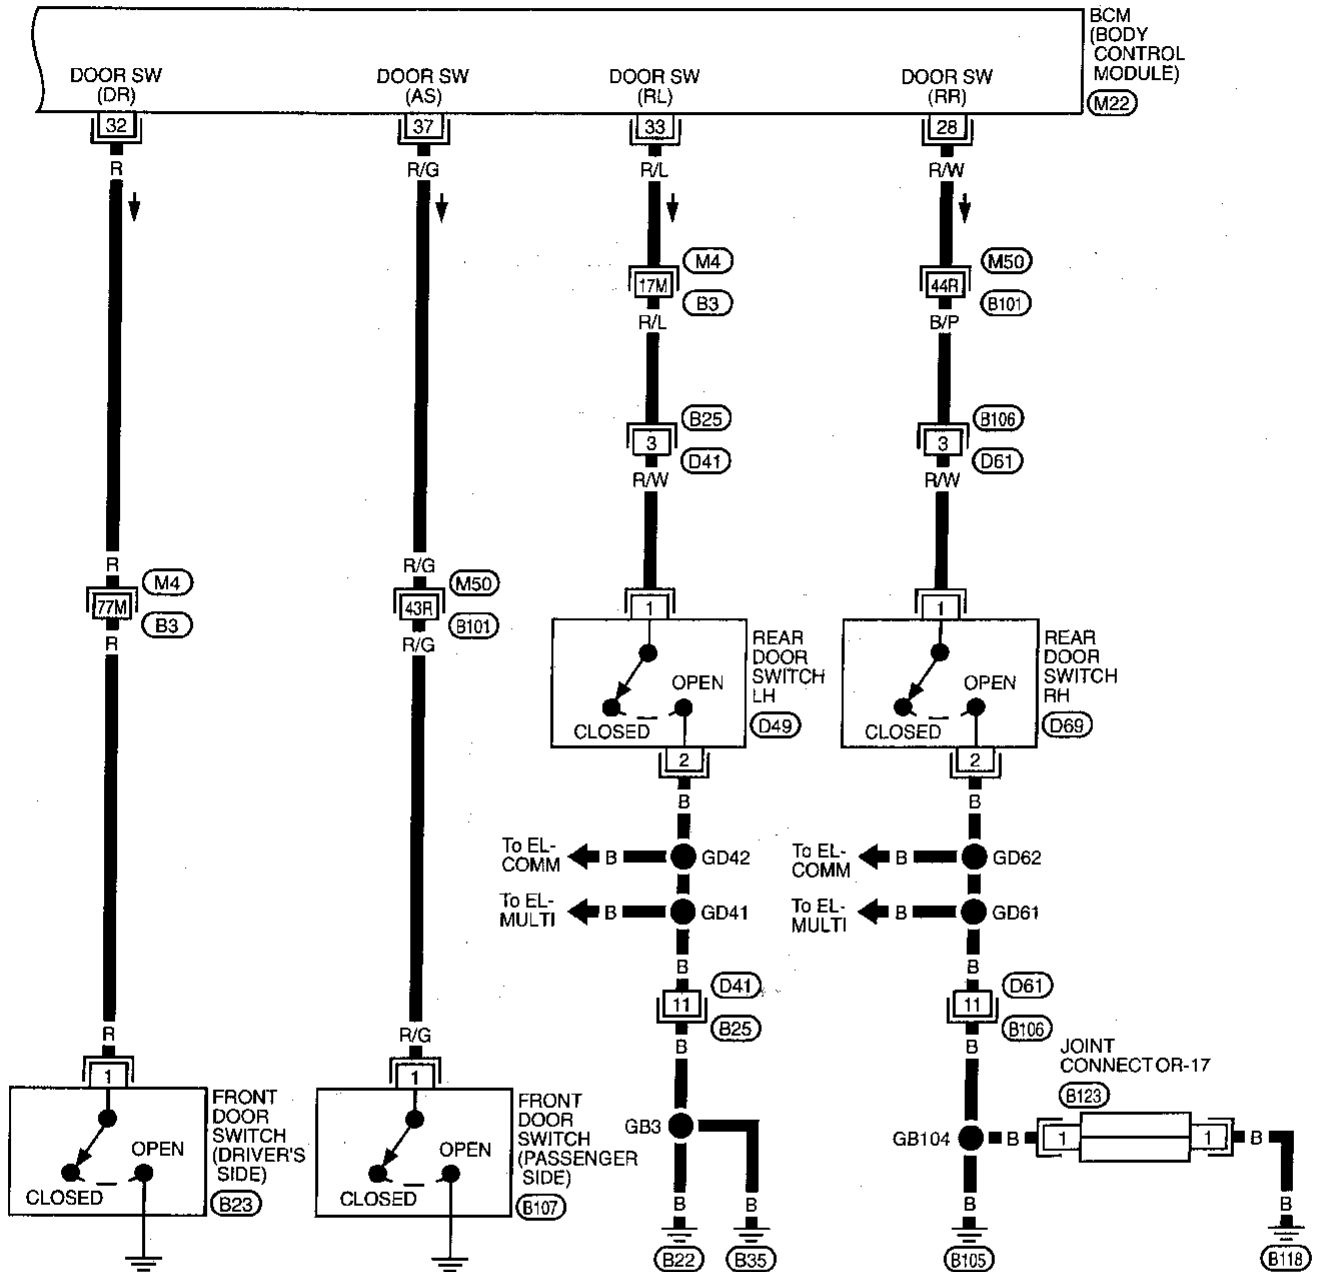 BCM
(BODY
CONTROL
MODULE)
M22
DOOR SW
(DR)
DOOR SW
(AS)
DOOR SW
(RL)
DOOR SW
(RR)
32
37
33
28
R
R/G
R/L
R/W
M4
17M
B3
R/L
M50
44R
B101
B/P
B25
3
D41
R/W
B106
3
D61
R/W
R
M4
77M
B3
R
R/G
M50
43R
B101
R/G
1
REAR
DOOR
SWITCH
LH
D49
OPEN
CLOSED
2
B
1
REAR
DOOR
SWITCH
RH
D69
OPEN
CLOSED
2
B
To EL-
COMM
B
GD42
To EL-
MULTI
B
GD41
B
To EL-
COMM
B
GD62
To EL-
MULTI
B
GD61
B
D41
11
B25
B
D61
11
B106
B
R
1
FRONT
DOOR
SWITCH
(DRIVER'S
SIDE)
B23
OPEN
CLOSED
R/G
1
FRONT
DOOR
SWITCH
(PASSENGER
SIDE)
B107
OPEN
CLOSED
GB3
B
B
B22
B35
JOINT
CONNECTOR-17
B123
GB104
B
1
1
B
B
B
B105
B118